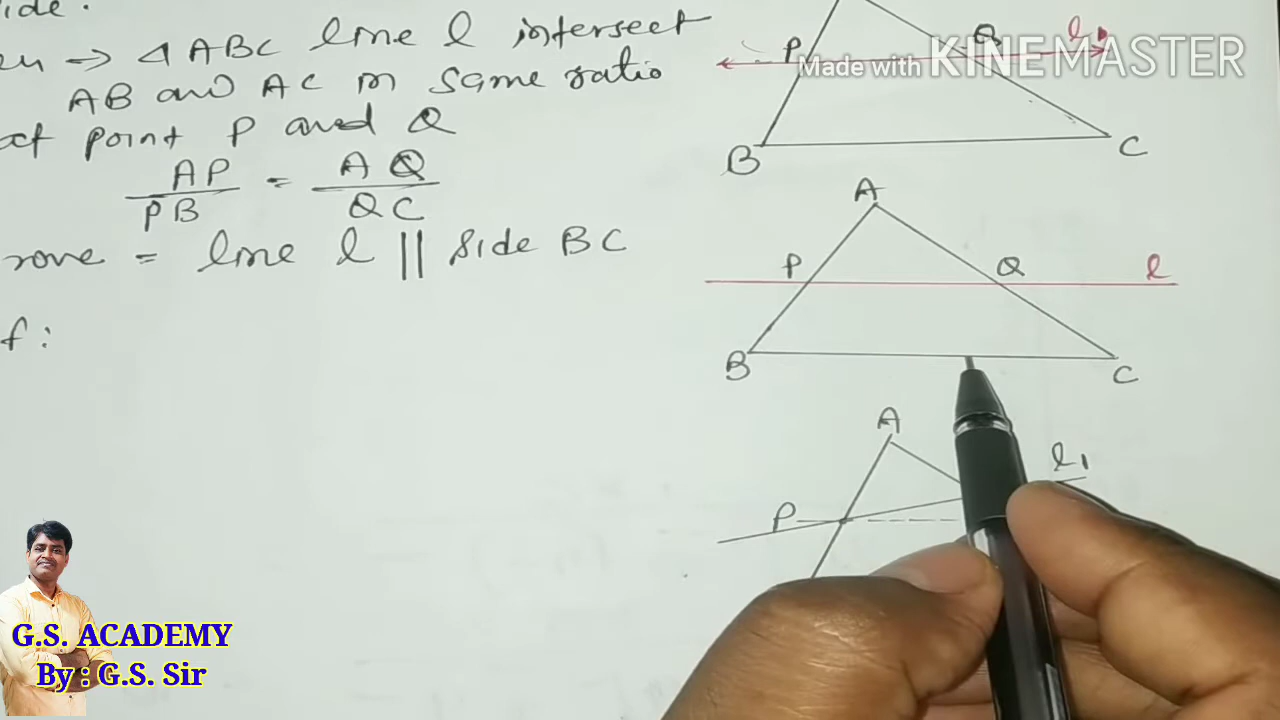 ide.
en → △ ABC line l intersect
AB and AC in same ratio
at point P and Q
AP = AQ
PB QC
rove = line l || side BC
f:
P Q l
Made with KINEMASTER
B C
A
P Q l
B C
A
l1
P
G.S. ACADEMY
By : G.S. Sir